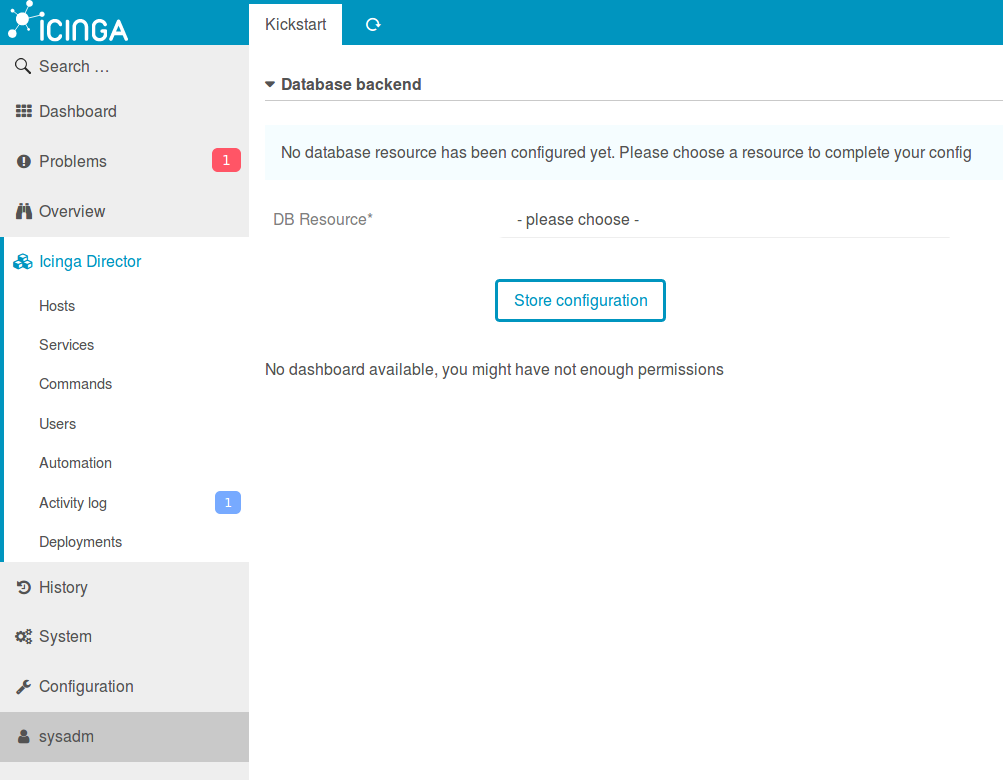 ICINGA
Kickstart
Search …
Dashboard
Problems 1
Overview
Icinga Director
Hosts
Services
Commands
Users
Automation
Activity log 1
Deployments
History
System
Configuration
sysadm
Database backend
No database resource has been configured yet. Please choose a resource to complete your config
DB Resource* - please choose -
Store configuration
No dashboard available, you might have not enough permissions